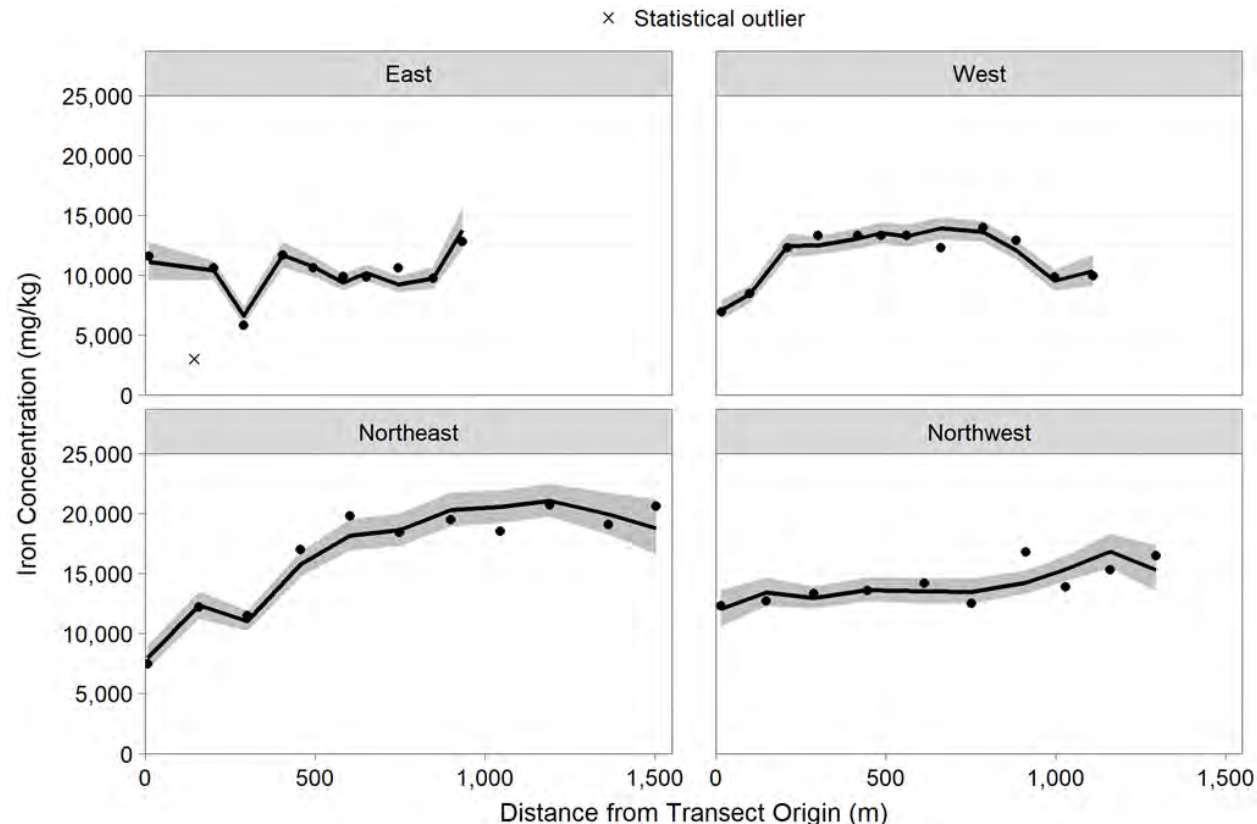 × Statistical outlier
East
West
25,000
20,000
15,000
10,000
5,000
0
Northeast
Northwest
25,000
20,000
15,000
10,000
5,000
0
0 500 1,000 1,500
0 500 1,000 1,500
Iron Concentration (mg/kg)
Distance from Transect Origin (m)